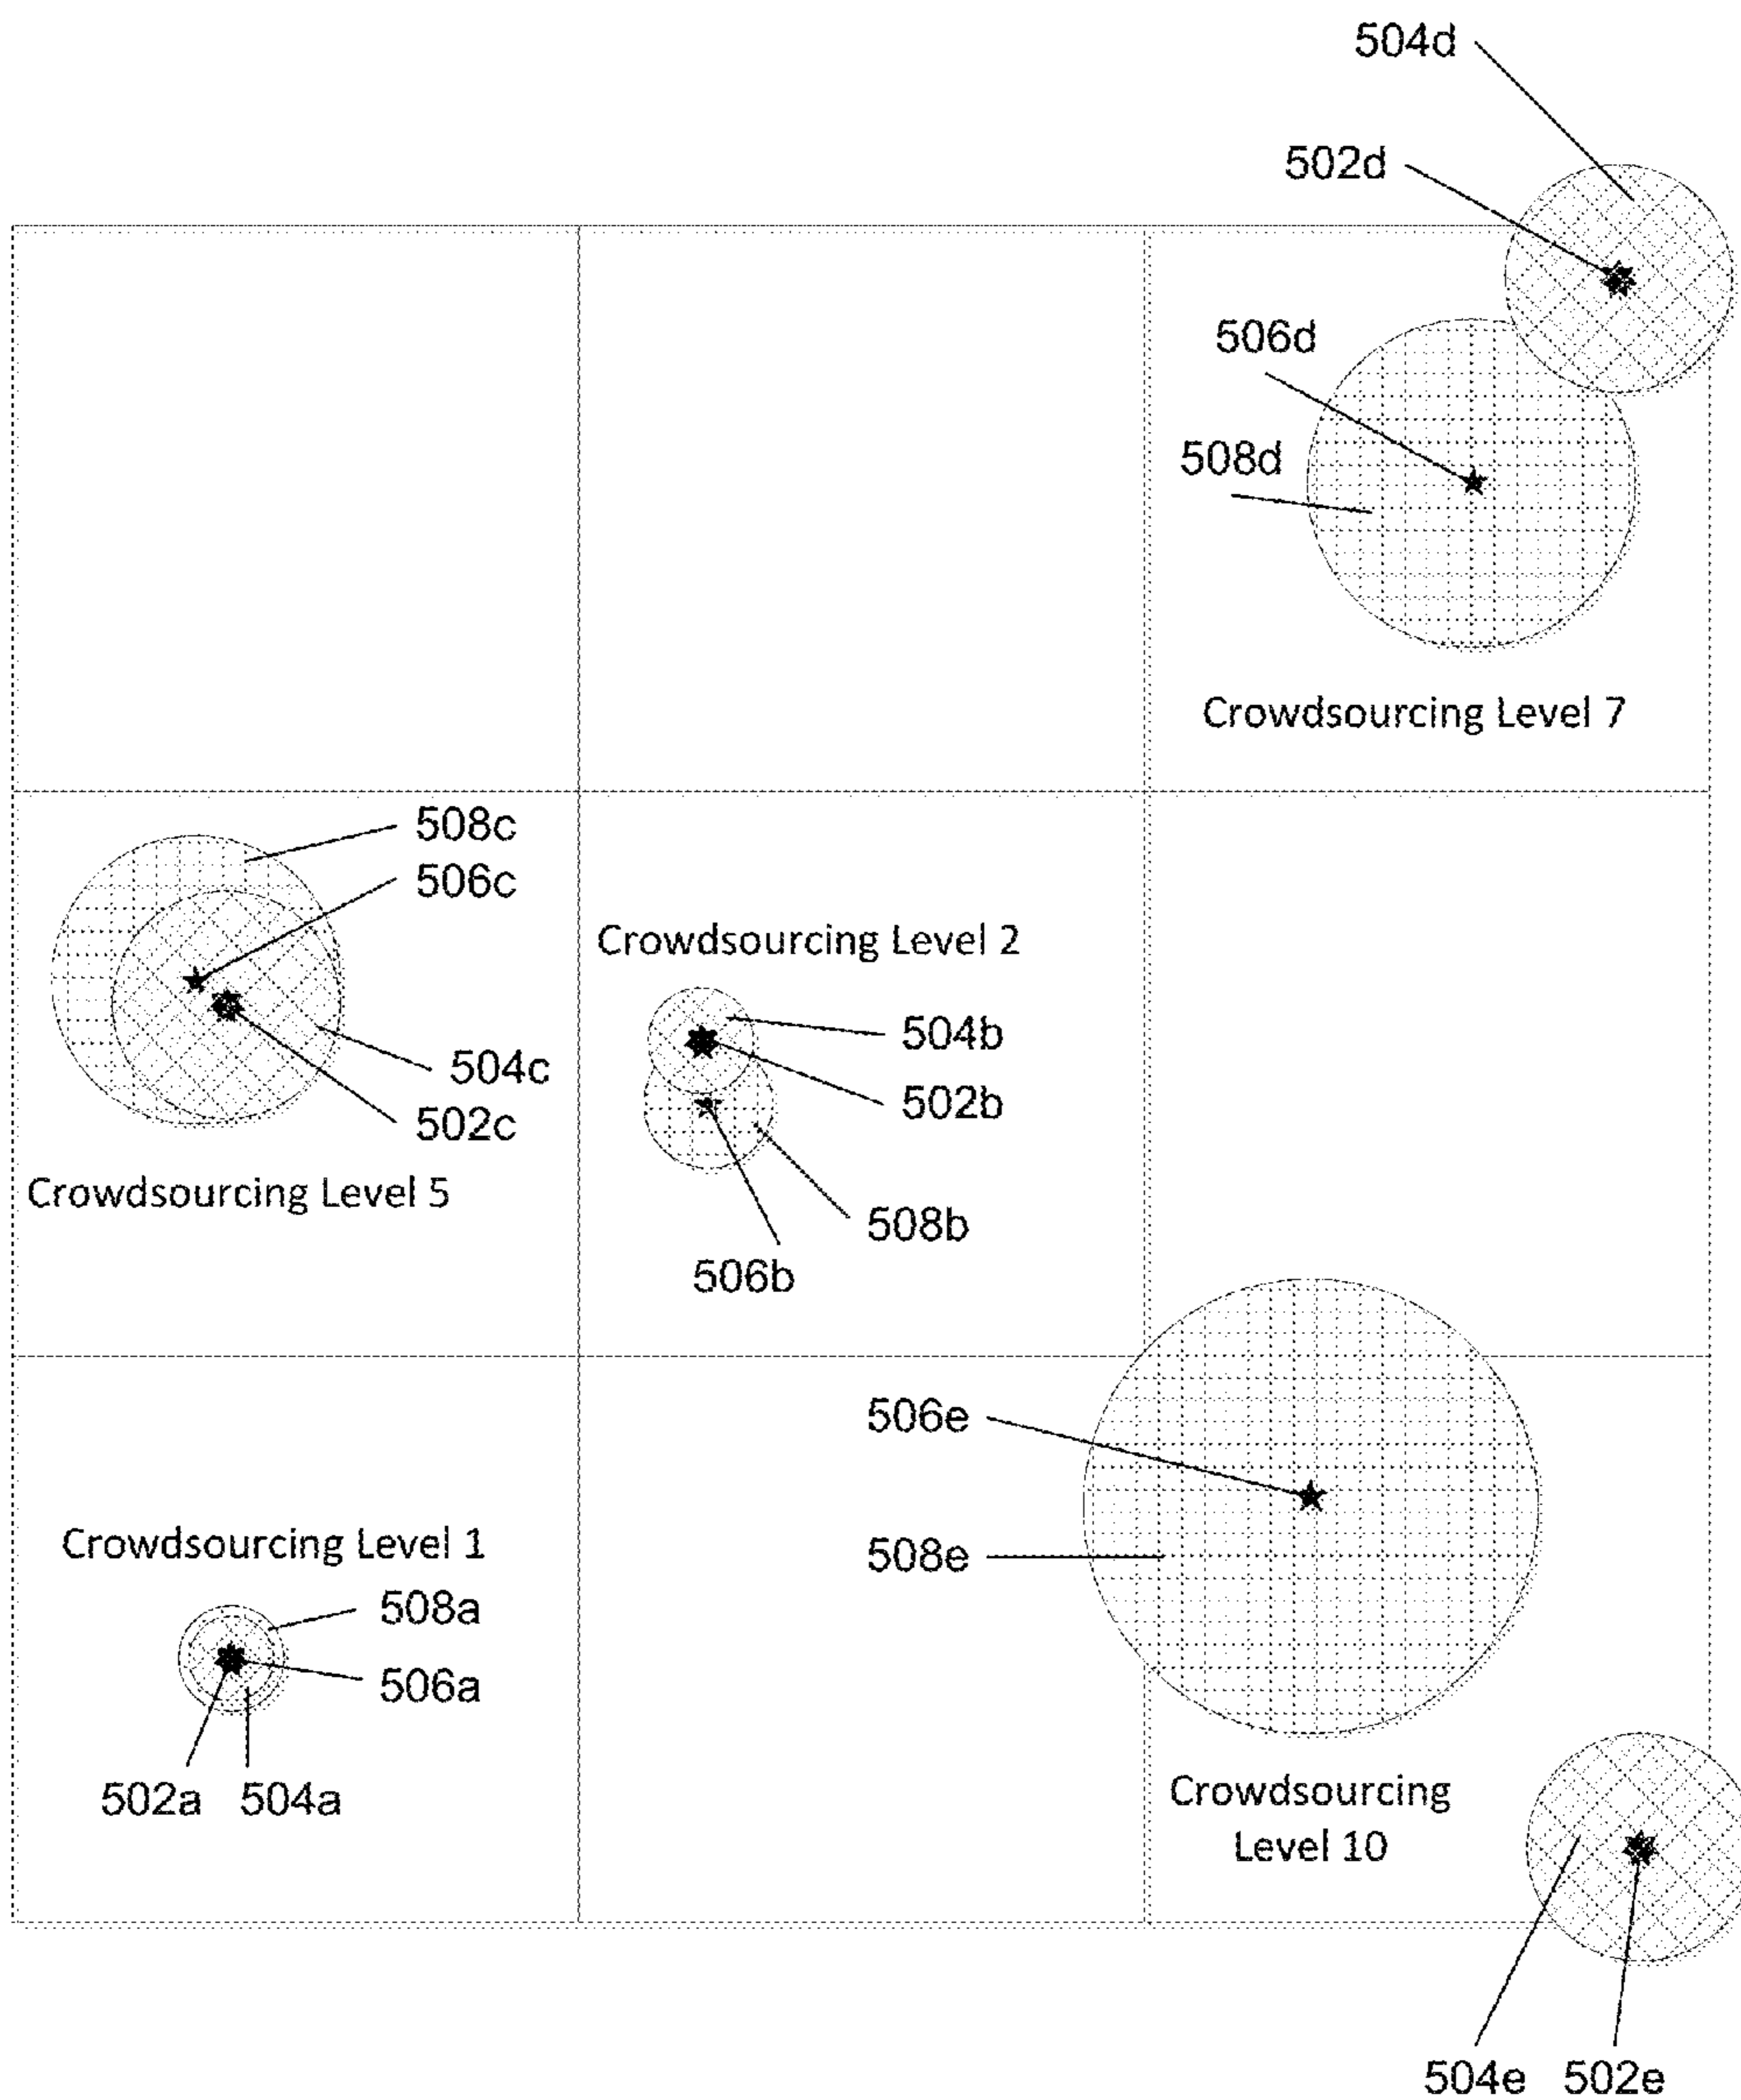 504d
502d
506d
508d
Crowdsourcing Level 7
508c
506c
Crowdsourcing Level 2
504b
504c
502b
502c
Crowdsourcing Level 5
508b
506b
506e
Crowdsourcing Level 1
508e
508a
506a
502a 504a
Crowdsourcing
Level 10
504e 502e